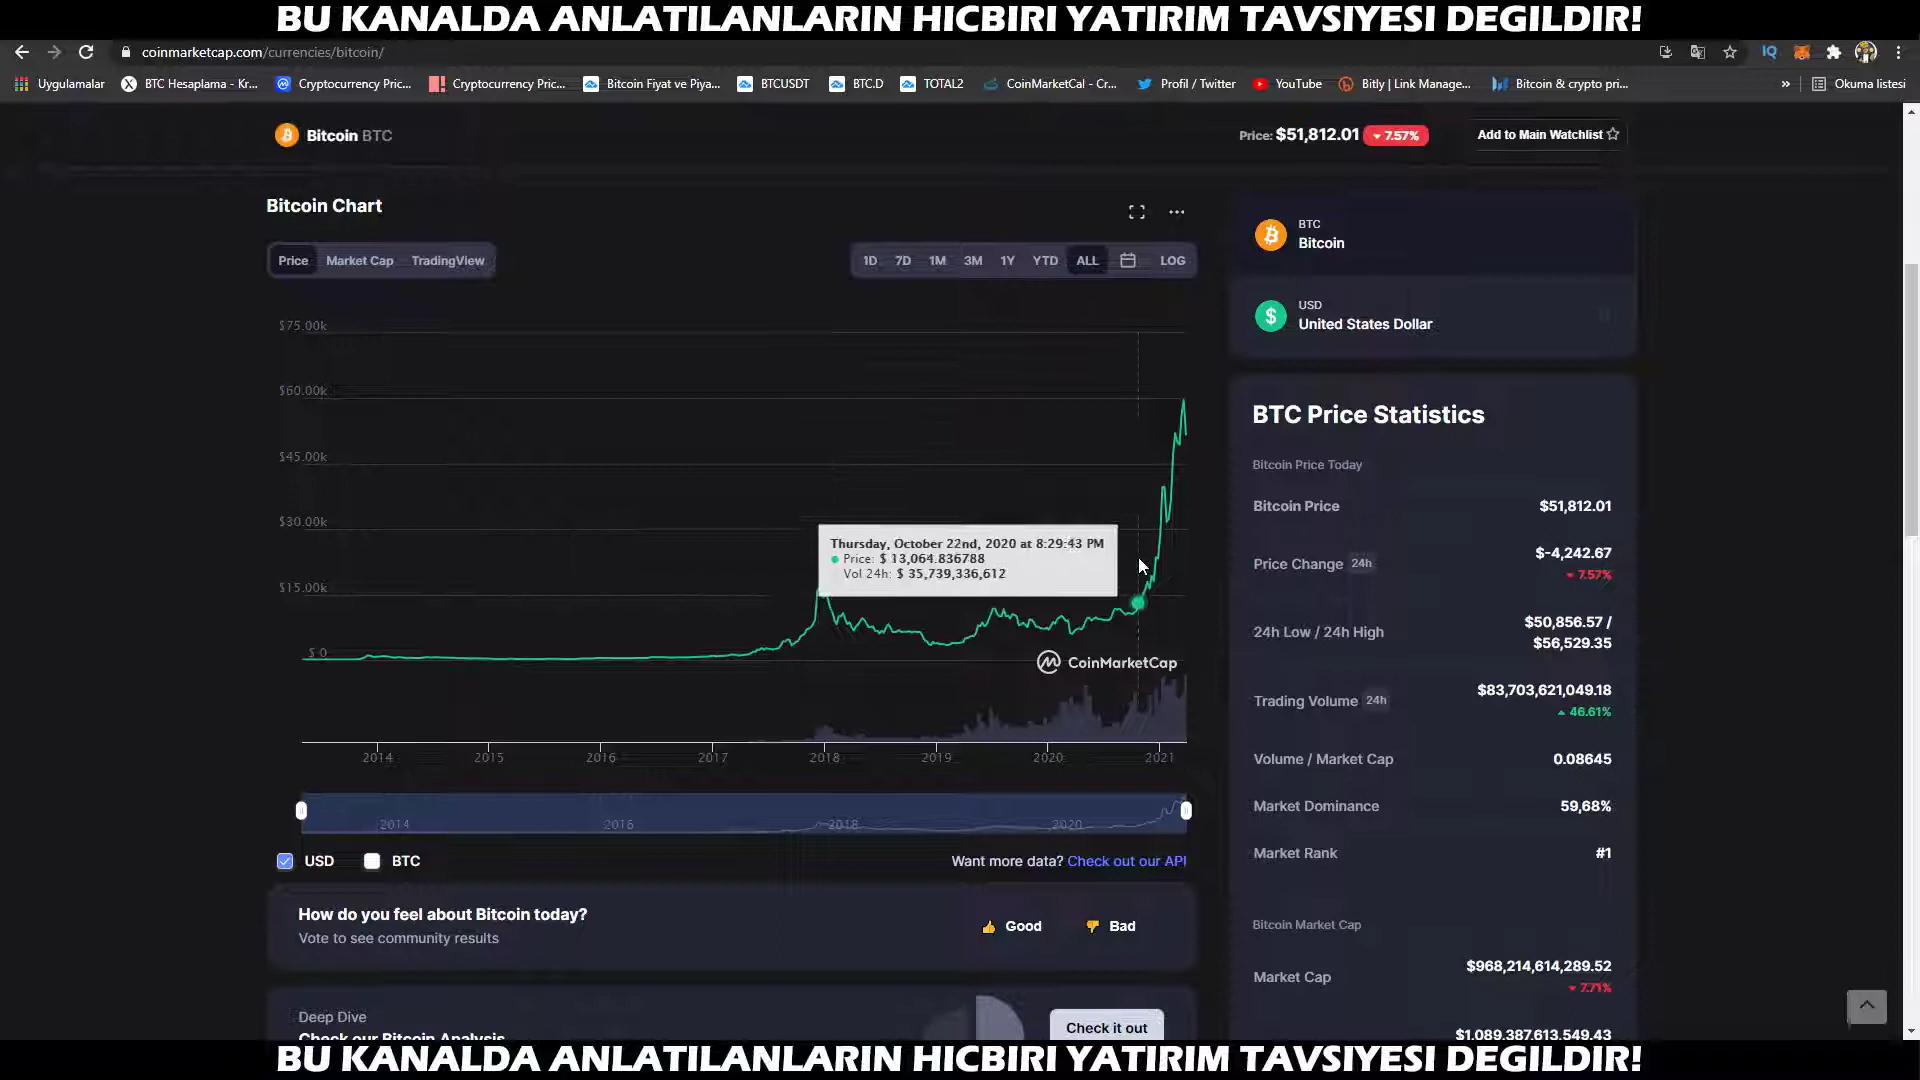 BU KANALDA ANLATILANLARIN HICBIRI YATIRIM TAVSIYESI DEGILDIR!
coinmarketcap.com/currencies/bitcoin/
IQ
Uygulamalar
BTC Hesaplama - Kr...
Cryptocurrency Pric...
Cryptocurrency Pric...
Bitcoin Fiyat ve Piya...
BTCUSDT
BTC.D
TOTAL2
CoinMarketCal - Cr...
Profil / Twitter
YouTube
Bitly | Link Manage...
Bitcoin & crypto pri...
»
Okuma listesi
Bitcoin BTC
Price: $51,812.01 7.57%
Add to Main Watchlist
Bitcoin Chart
Price Market Cap TradingView
1D 7D 1M 3M 1Y YTD ALL LOG
$75.00k
$60.00k
$45.00k
$30.00k
$15.00k
$ 0
Thursday, October 22nd, 2020 at 8:29:43 PM
Price: $ 13,064.836788
Vol 24h: $ 35,739,336,612
CoinMarketCap
2014 2015 2016 2017 2018 2019 2020 2021
2014 2016 2018 2020
USD BTC
Want more data? Check out our API
How do you feel about Bitcoin today?
Vote to see community results
Good Bad
Deep Dive
Check our Bitcoin Analysis
Check it out
BTC
Bitcoin
USD
United States Dollar
BTC Price Statistics
Bitcoin Price Today
Bitcoin Price $51,812.01
Price Change 24h $-4,242.67
7.57%
24h Low / 24h High $50,856.57 /
$56,529.35
Trading Volume 24h $83,703,621,049.18
46.61%
Volume / Market Cap 0.08645
Market Dominance 59,68%
Market Rank #1
Bitcoin Market Cap
Market Cap $968,214,614,289.52
7.71%
$1,089,387,613,549.43
BU KANALDA ANLATILANLARIN HICBIRI YATIRIM TAVSIYESI DEGILDIR!